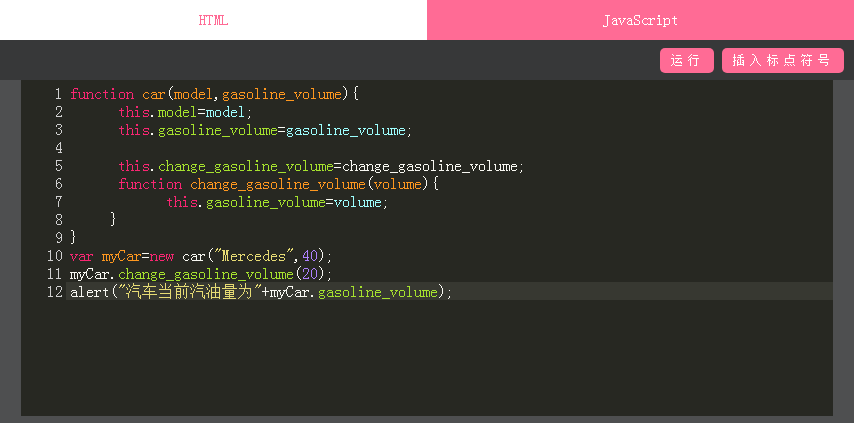 HTML
JavaScript
运行
插入标点符号
1 function car(model,gasoline_volume){
2 this.model=model;
3 this.gasoline_volume=gasoline_volume;
4
5 this.change_gasoline_volume=change_gasoline_volume;
6 function change_gasoline_volume(volume){
7 this.gasoline_volume=volume;
8 }
9 }
10 var myCar=new car("Mercedes",40);
11 myCar.change_gasoline_volume(20);
12 alert("汽车当前汽油量为"+myCar.gasoline_volume);